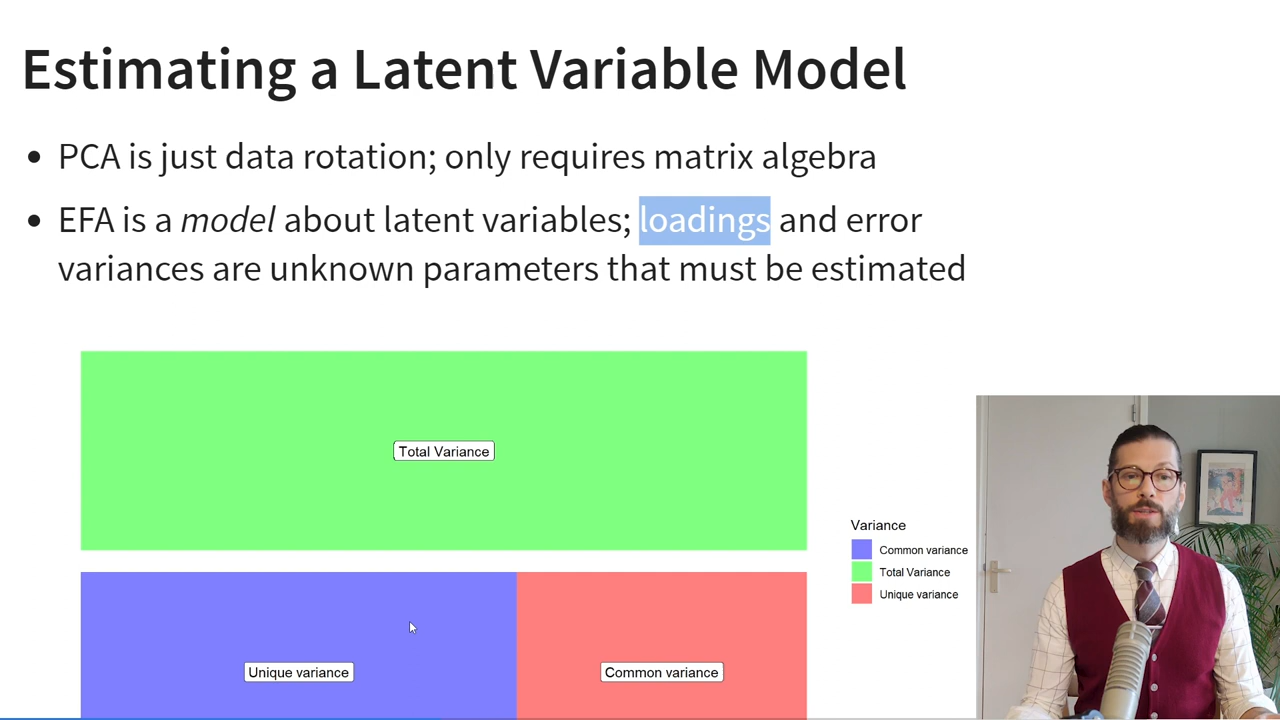 Estimating a Latent Variable Model
• PCA is just data rotation; only requires matrix algebra
• EFA is a model about latent variables; loadings and error
variances are unknown parameters that must be estimated
Total Variance
Variance
Common variance
Total Variance
Unique variance
Unique variance
Common variance